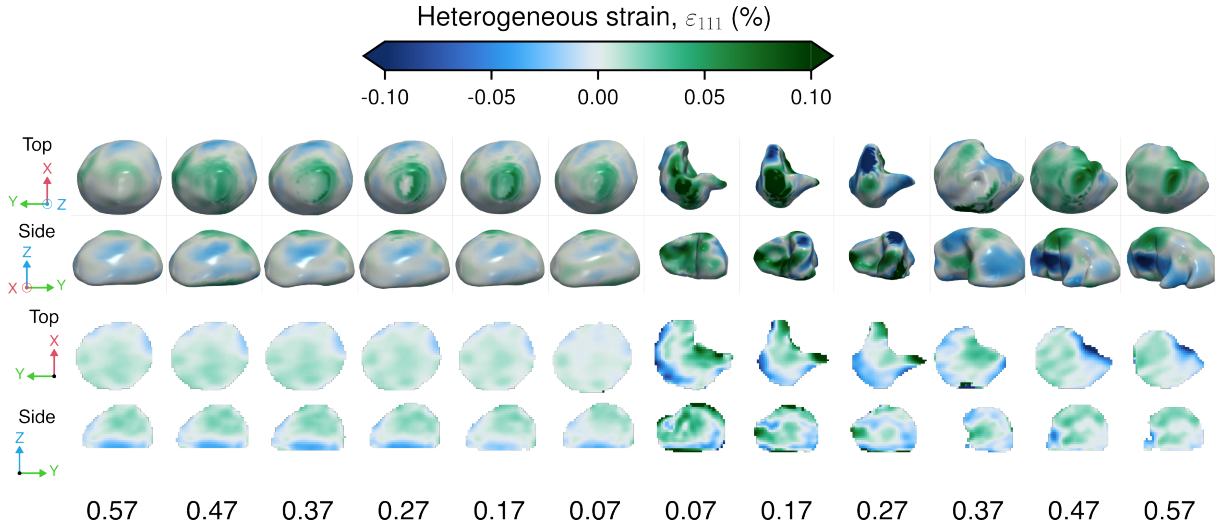 Heterogeneous strain, ε₁₁₁ (%)
-0.10 -0.05 0.00 0.05 0.10
Top
X
Y Z
Side
Z
X Y
Top
X
Y
Side
Z
Y
0.57 0.47 0.37 0.27 0.17 0.07 0.07 0.17 0.27 0.37 0.47 0.57